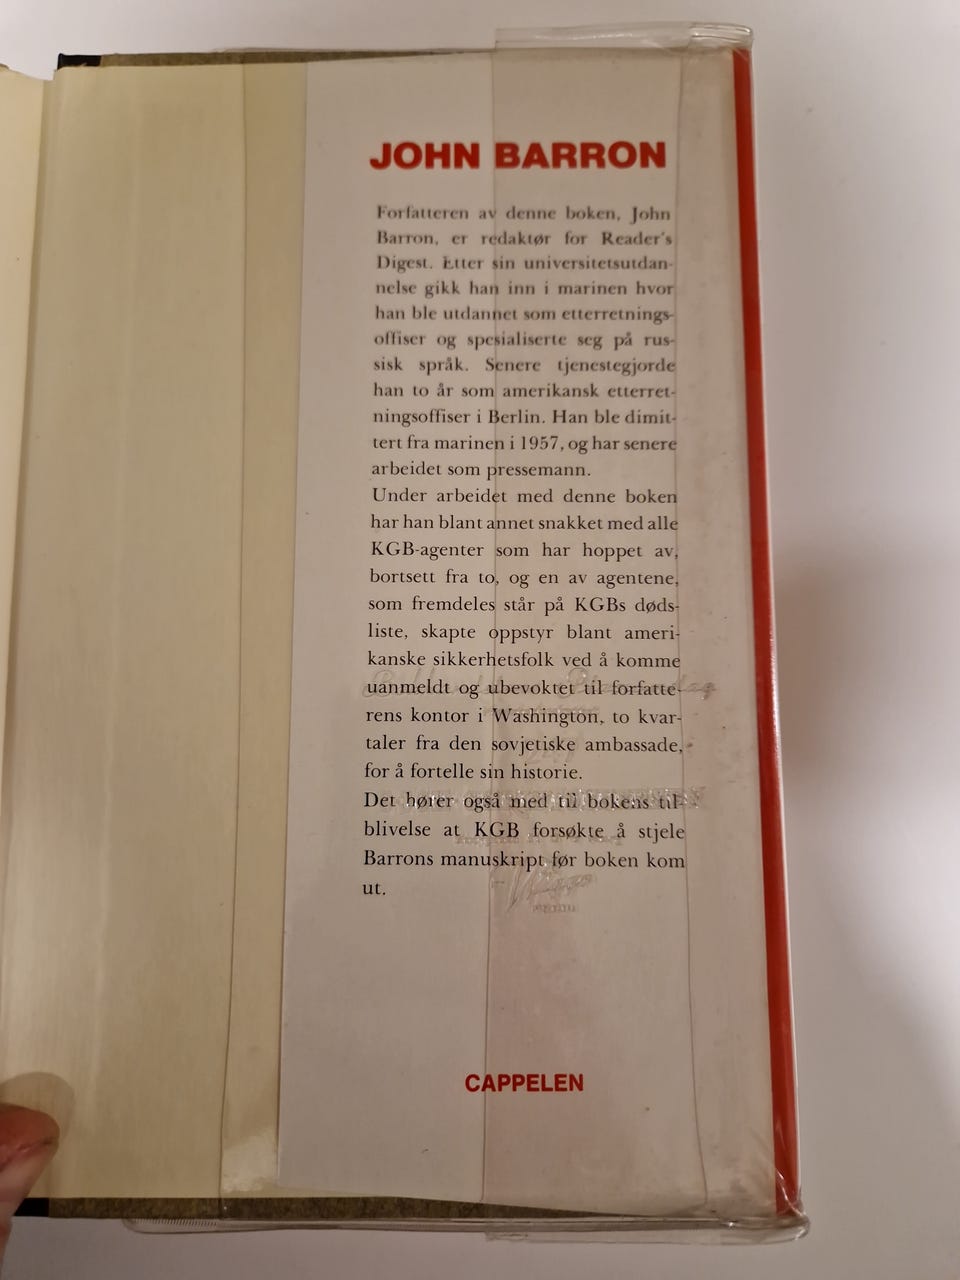 JOHN BARRON
Forfatteren av denne boken, John
Barron, er redaktør for Reader's
Digest. Etter sin universitetsutdan-
nelse gikk han inn i marinen hvor
han ble utdannet som etterretnings-
offiser og spesialiserte seg på rus-
sisk språk. Senere tjenestegjorde
han to år som amerikansk etterret-
ningsoffiser i Berlin. Han ble dimit-
tert fra marinen i 1957, og har senere
arbeidet som pressemann.
Under arbeidet med denne boken
har han blant annet snakket med alle
KGB-agenter som har hoppet av,
bortsett fra to, og en av agentene,
som fremdeles står på KGBs døds-
liste, skapte oppstyr blant ameri-
kanske sikkerhetsfolk ved å komme
uanmeldt og ubevoktet til forfatte-
rens kontor i Washington, to kvar-
taler fra den sovjetiske ambassade,
for å fortelle sin historie.
Det hører også med til bokens til-
blivelse at KGB forsøkte å stjele
Barrons manuskript før boken kom
ut.
CAPPELEN